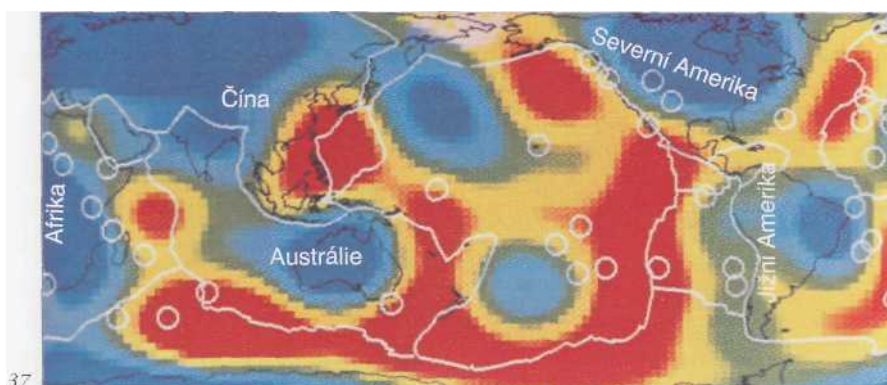 Severní Amerika
Čína
Afrika
Austrálie
Jižní Amerika
37